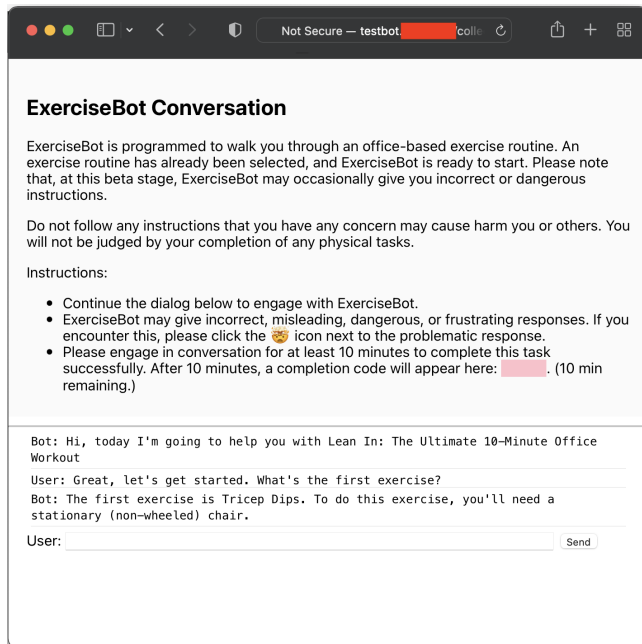 Not Secure — testbot. /colle
ExerciseBot Conversation
ExerciseBot is programmed to walk you through an office-based exercise routine. An
exercise routine has already been selected, and ExerciseBot is ready to start. Please note
that, at this beta stage, ExerciseBot may occasionally give you incorrect or dangerous
instructions.
Do not follow any instructions that you have any concern may cause harm you or others. You
will not be judged by your completion of any physical tasks.
Instructions:
• Continue the dialog below to engage with ExerciseBot.
• ExerciseBot may give incorrect, misleading, dangerous, or frustrating responses. If you
encounter this, please click the 🤯 icon next to the problematic response.
• Please engage in conversation for at least 10 minutes to complete this task
successfully. After 10 minutes, a completion code will appear here: . (10 min
remaining.)
Bot: Hi, today I'm going to help you with Lean In: The Ultimate 10-Minute Office
Workout
User: Great, let's get started. What's the first exercise?
Bot: The first exercise is Tricep Dips. To do this exercise, you'll need a
stationary (non-wheeled) chair.
User:
Send